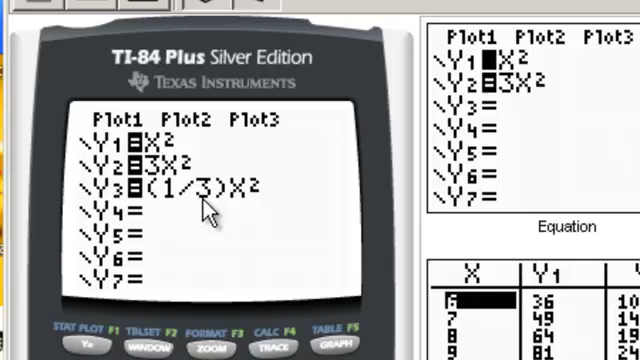 TI-84 Plus Silver Edition
TEXAS INSTRUMENTS
Plot1 Plot2 Plot3
\Y1=X²
\Y2=3X²
\Y3=(1/3)X²
\Y4=
\Y5=
\Y6=
\Y7=
STAT PLOT F1 TBLSET F2 FORMAT F3 CALC F4 TABLE F5
Y= WINDOW ZOOM TRACE GRAPH
Plot1 Plot2 Plot3
\Y1=X²
\Y2=3X²
\Y3=
\Y4=
\Y5=
\Y6=
\Y7=
Equation
X Y1
6 36 10
7 49 14
8 64 19